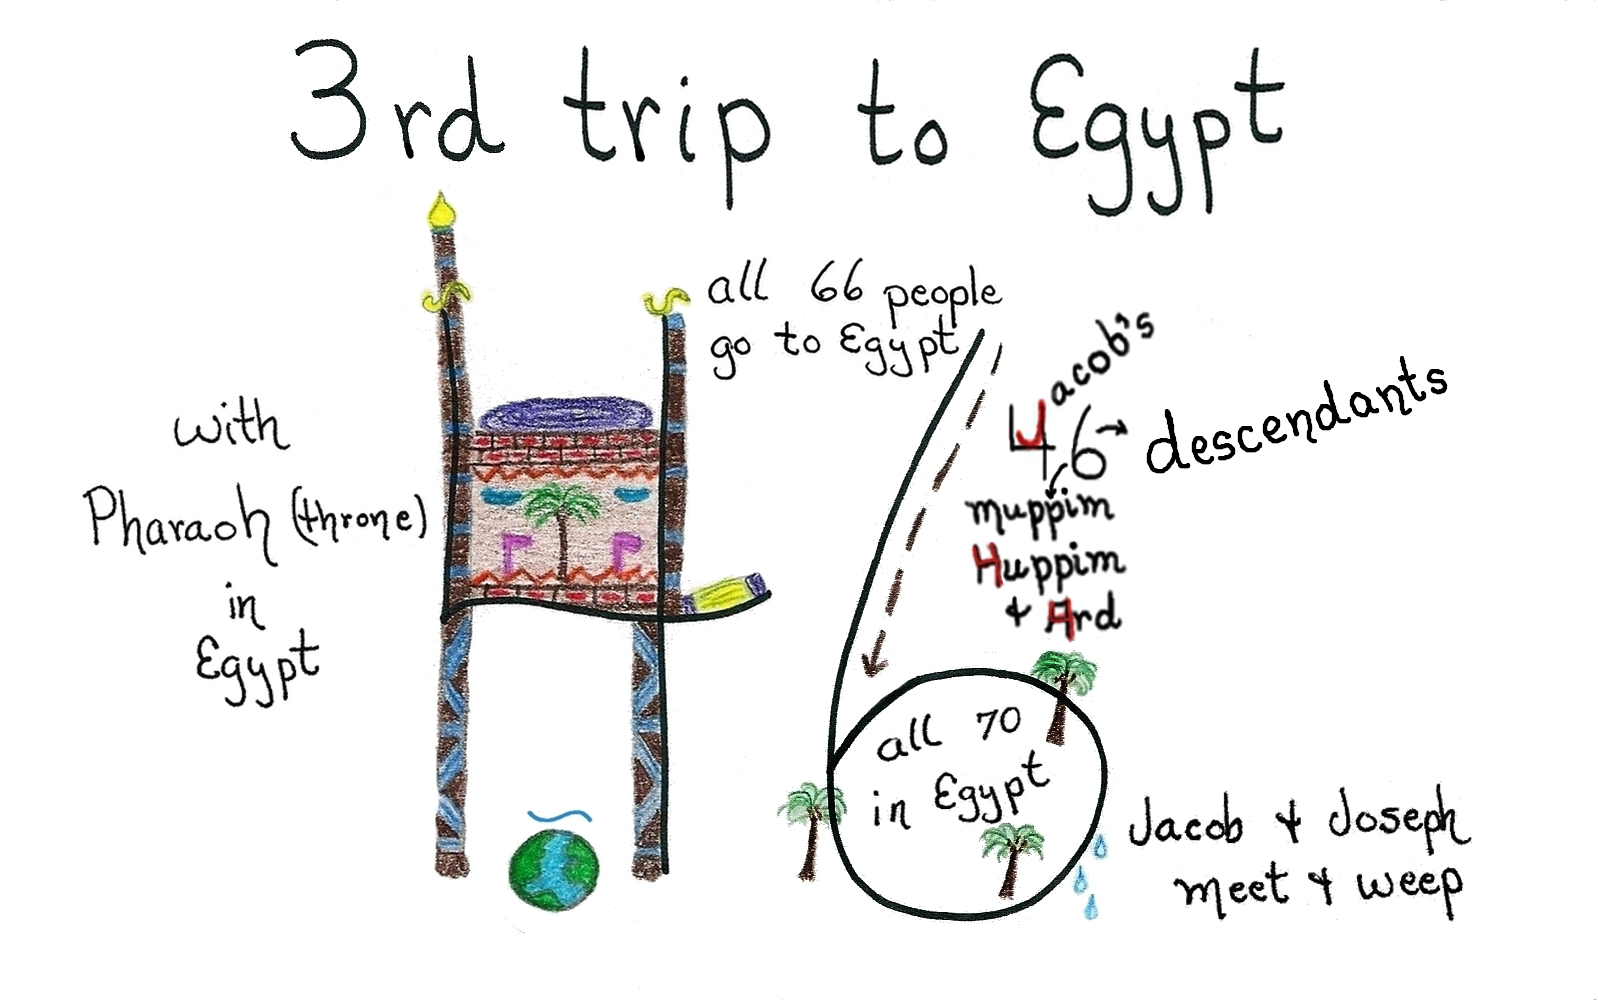 3rd trip to Egypt
all 66 people
go to Egypt
with
Pharaoh (throne)
in
Egypt
46
Jacob's
descendants
muppim
Huppim
& Ard
all 70
in Egypt
Jacob & Joseph
meet & weep